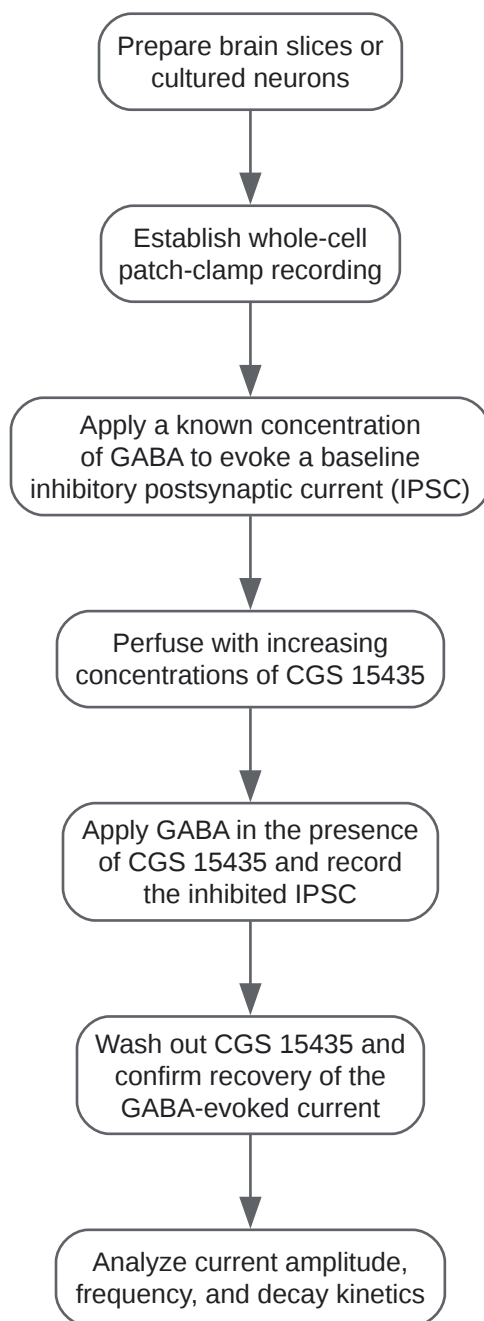 Prepare brain slices or
cultured neurons
Establish whole-cell
patch-clamp recording
Apply a known concentration
of GABA to evoke a baseline
inhibitory postsynaptic current (IPSC)
Perfuse with increasing
concentrations of CGS 15435
Apply GABA in the presence
of CGS 15435 and record
the inhibited IPSC
Wash out CGS 15435 and
confirm recovery of the
GABA-evoked current
Analyze current amplitude,
frequency, and decay kinetics